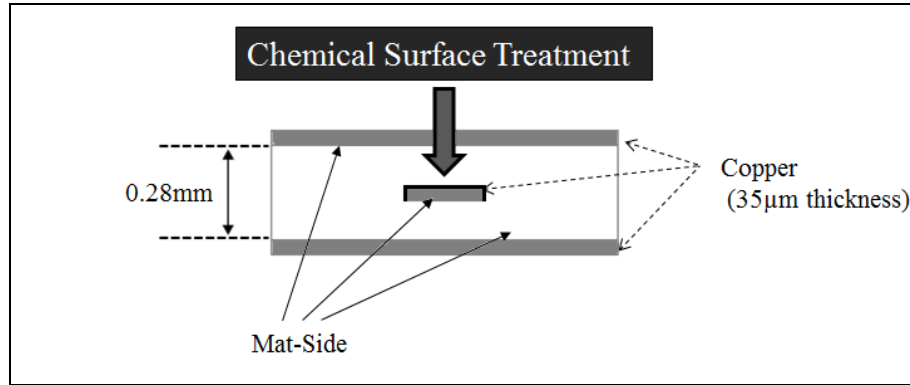 Chemical Surface Treatment
0.28mm
Copper
(35μm thickness)
Mat-Side